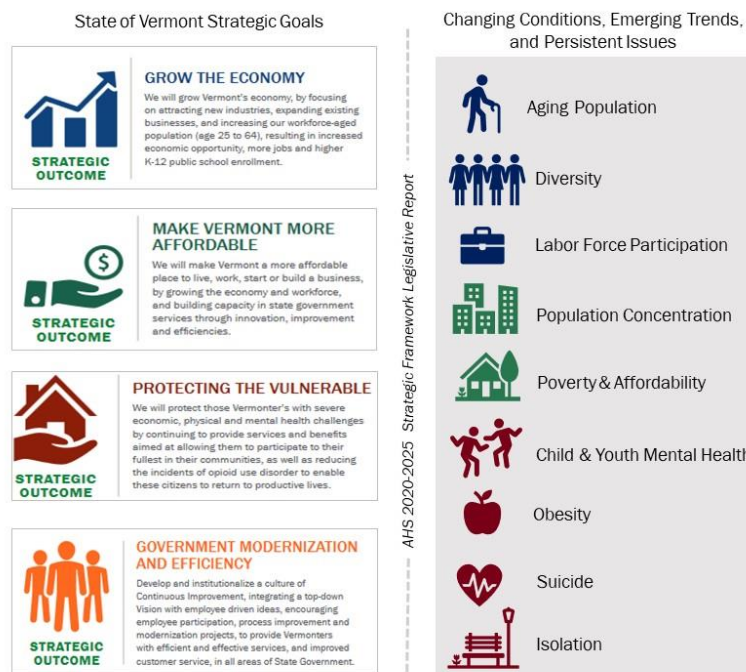 State of Vermont Strategic Goals
GROW THE ECONOMY
We will grow Vermont's economy, by focusing
on attracting new industries, expanding existing
businesses, and increasing our workforce-aged
population (age 25 to 64), resulting in increased
economic opportunity, more jobs and higher
K-12 public school enrollment.
STRATEGIC
OUTCOME
MAKE VERMONT MORE
AFFORDABLE
We will make Vermont a more affordable
place to live, work, start or build a business,
by growing the economy and workforce,
and building capacity in state government
services through innovation, improvement
and efficiencies.
$
STRATEGIC
OUTCOME
PROTECTING THE VULNERABLE
We will protect those Vermonter's with severe
economic, physical and mental health challenges
by continuing to provide services and benefits
aimed at allowing them to participate to their
fullest in their communities, as well as reducing
the incidents of opioid use disorder to enable
these citizens to return to productive lives.
STRATEGIC
OUTCOME
GOVERNMENT MODERNIZATION
AND EFFICIENCY
Develop and institutionalize a culture of
Continuous Improvement, integrating a top-down
Vision with employee driven ideas, encouraging
employee participation, process improvement and
modernization projects, to provide Vermonters
with efficient and effective services, and improved
customer service, in all areas of State Government.
STRATEGIC
OUTCOME
AHS 2020-2025 Strategic Framework Legislative Report
Changing Conditions, Emerging Trends,
and Persistent Issues
Aging Population
Diversity
Labor Force Participation
Population Concentration
Poverty & Affordability
Child & Youth Mental Health
Obesity
Suicide
Isolation